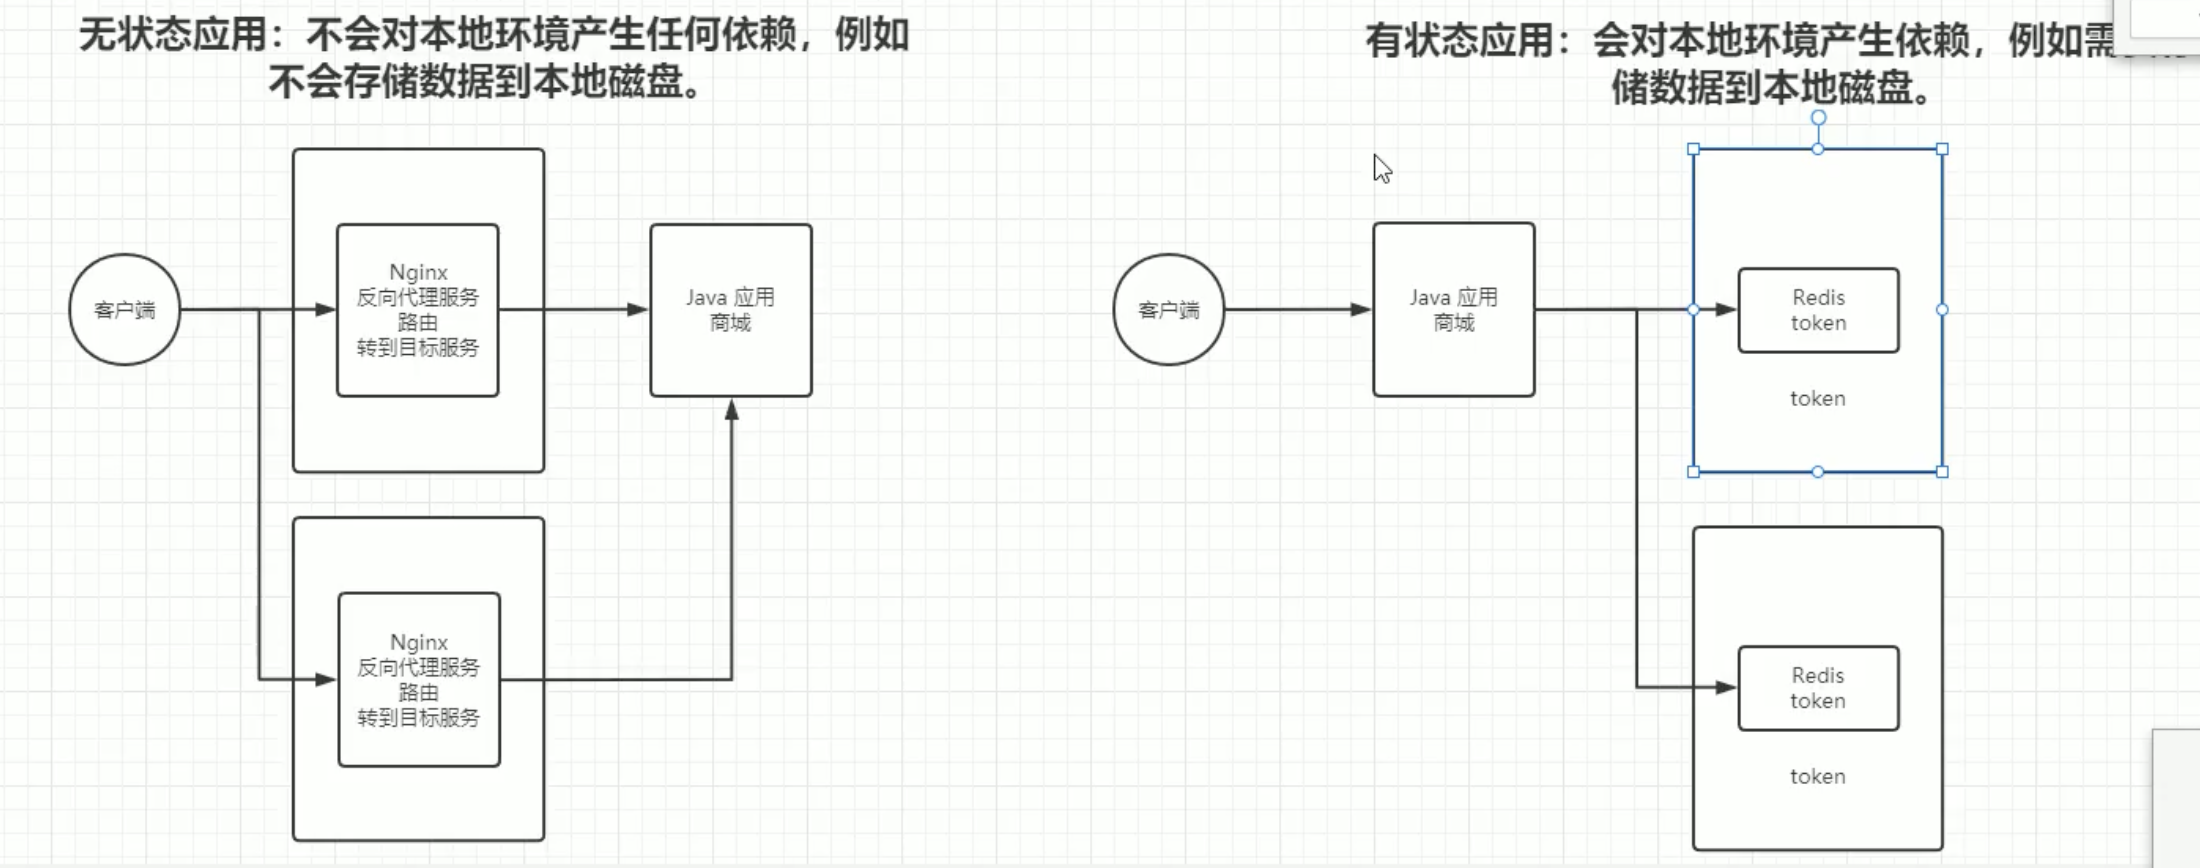 无状态应用：不会对本地环境产生任何依赖，例如
不会存储数据到本地磁盘。
客户端
Nginx
反向代理服务
路由
转到目标服务
Java 应用
商城
Nginx
反向代理服务
路由
转到目标服务
有状态应用：会对本地环境产生依赖，例如需
储数据到本地磁盘。
客户端
Java 应用
商城
Redis
token
token
Redis
token
token